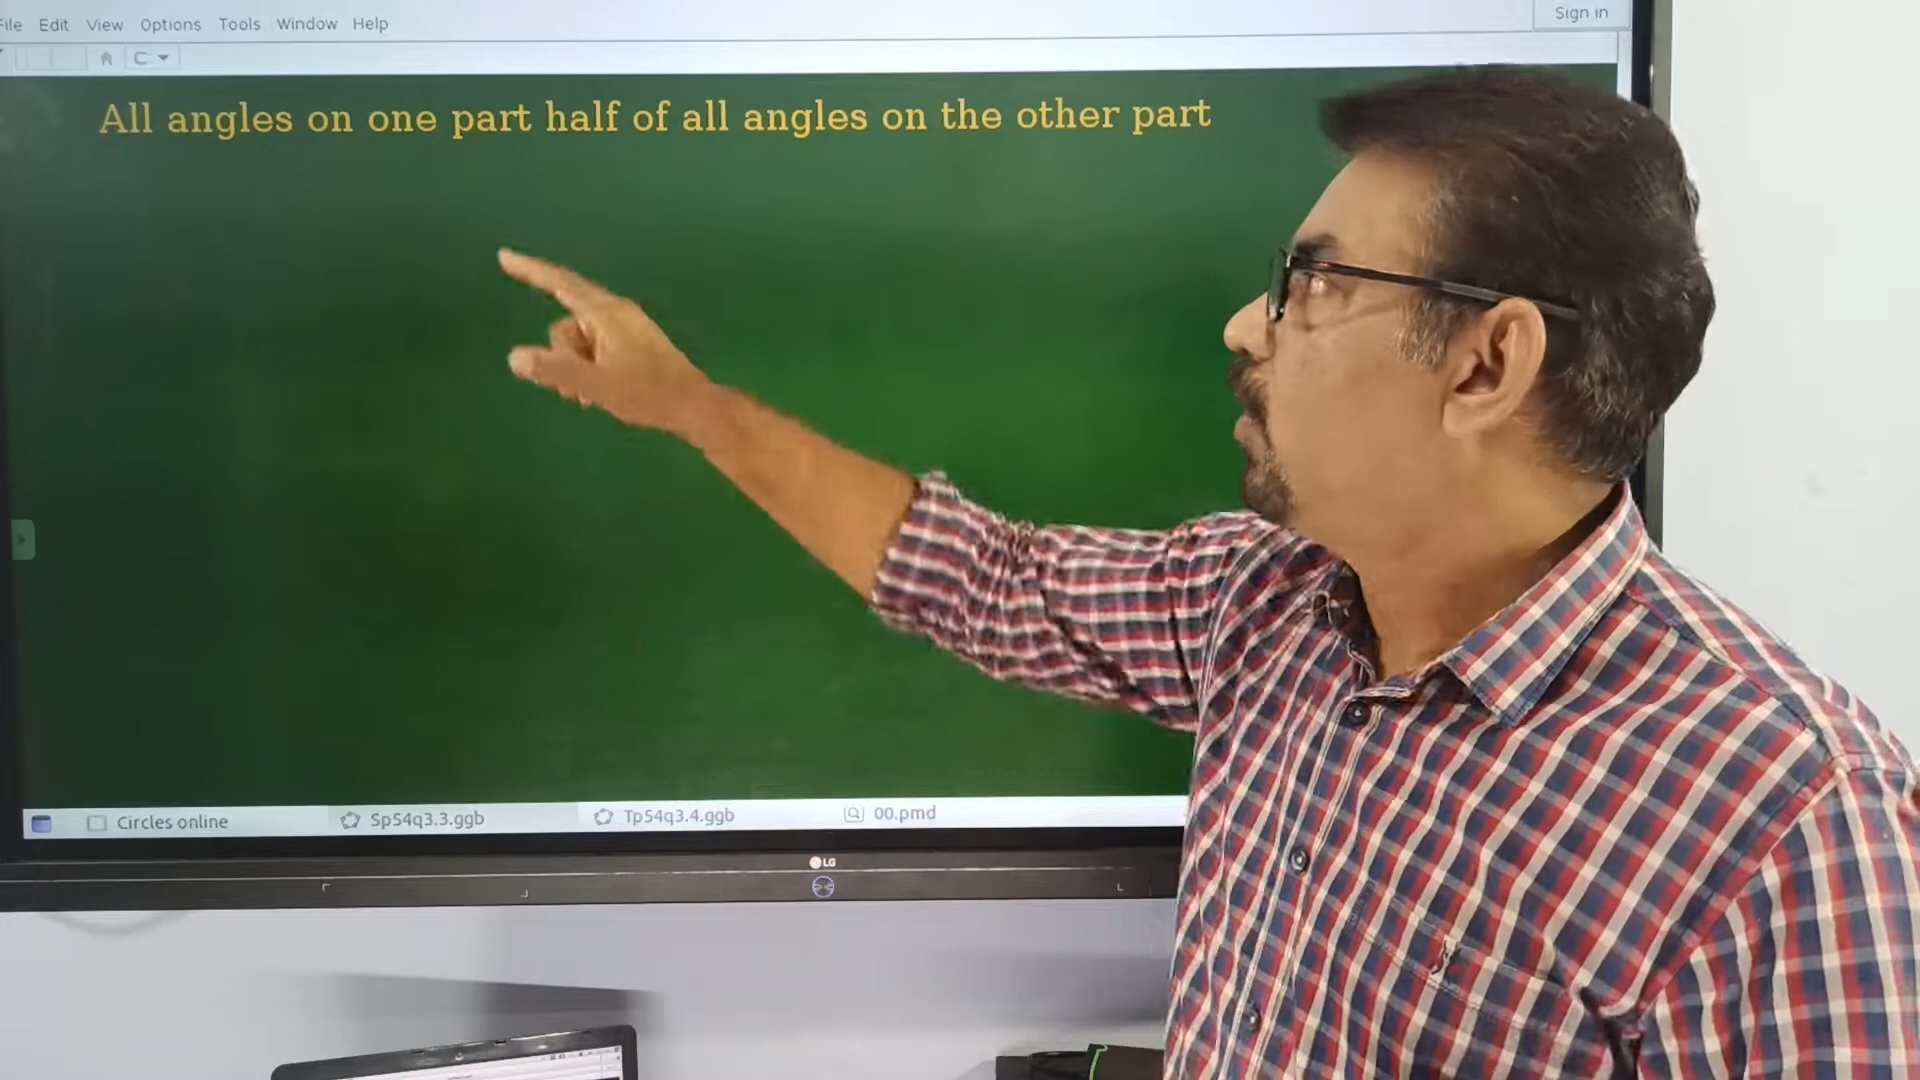 File Edit View Options Tools Window Help
Sign in
All angles on one part half of all angles on the other part
Circles online Sp54q3.3.ggb Tp54q3.4.ggb 00.pmd
LG